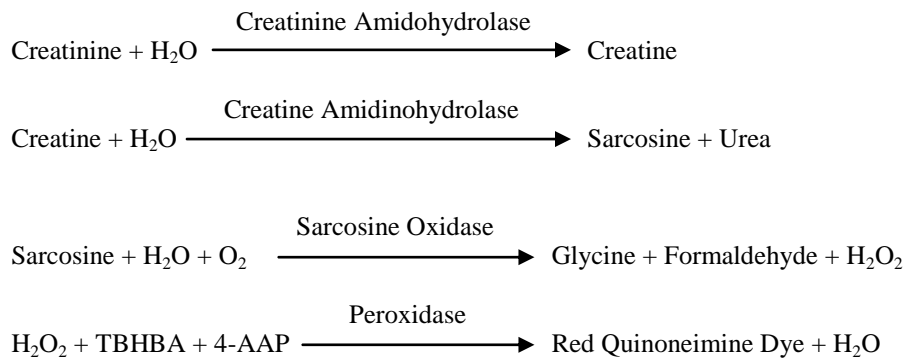 Creatinine Amidohydrolase
Creatinine + H₂O Creatine
Creatine Amidinohydrolase
Creatine + H₂O Sarcosine + Urea
Sarcosine Oxidase
Sarcosine + H₂O + O₂ Glycine + Formaldehyde + H₂O₂
Peroxidase
H₂O₂ + TBHBA + 4-AAP Red Quinoneimine Dye + H₂O